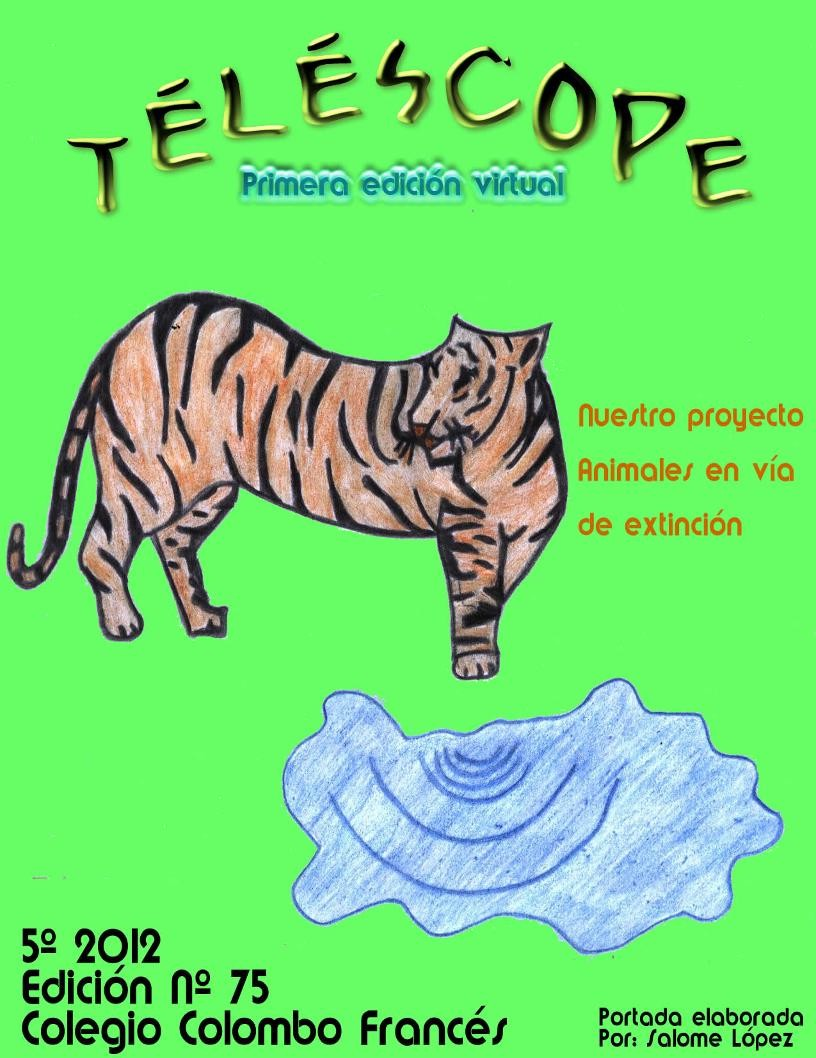 TÉLÉSCOPE
Primera edición virtual
Nuestro proyecto
Animales en vía
de extinción
5º 2012
Edición Nº 75
Colegio Colombo Francés
Portada elaborada
Por: Salome López